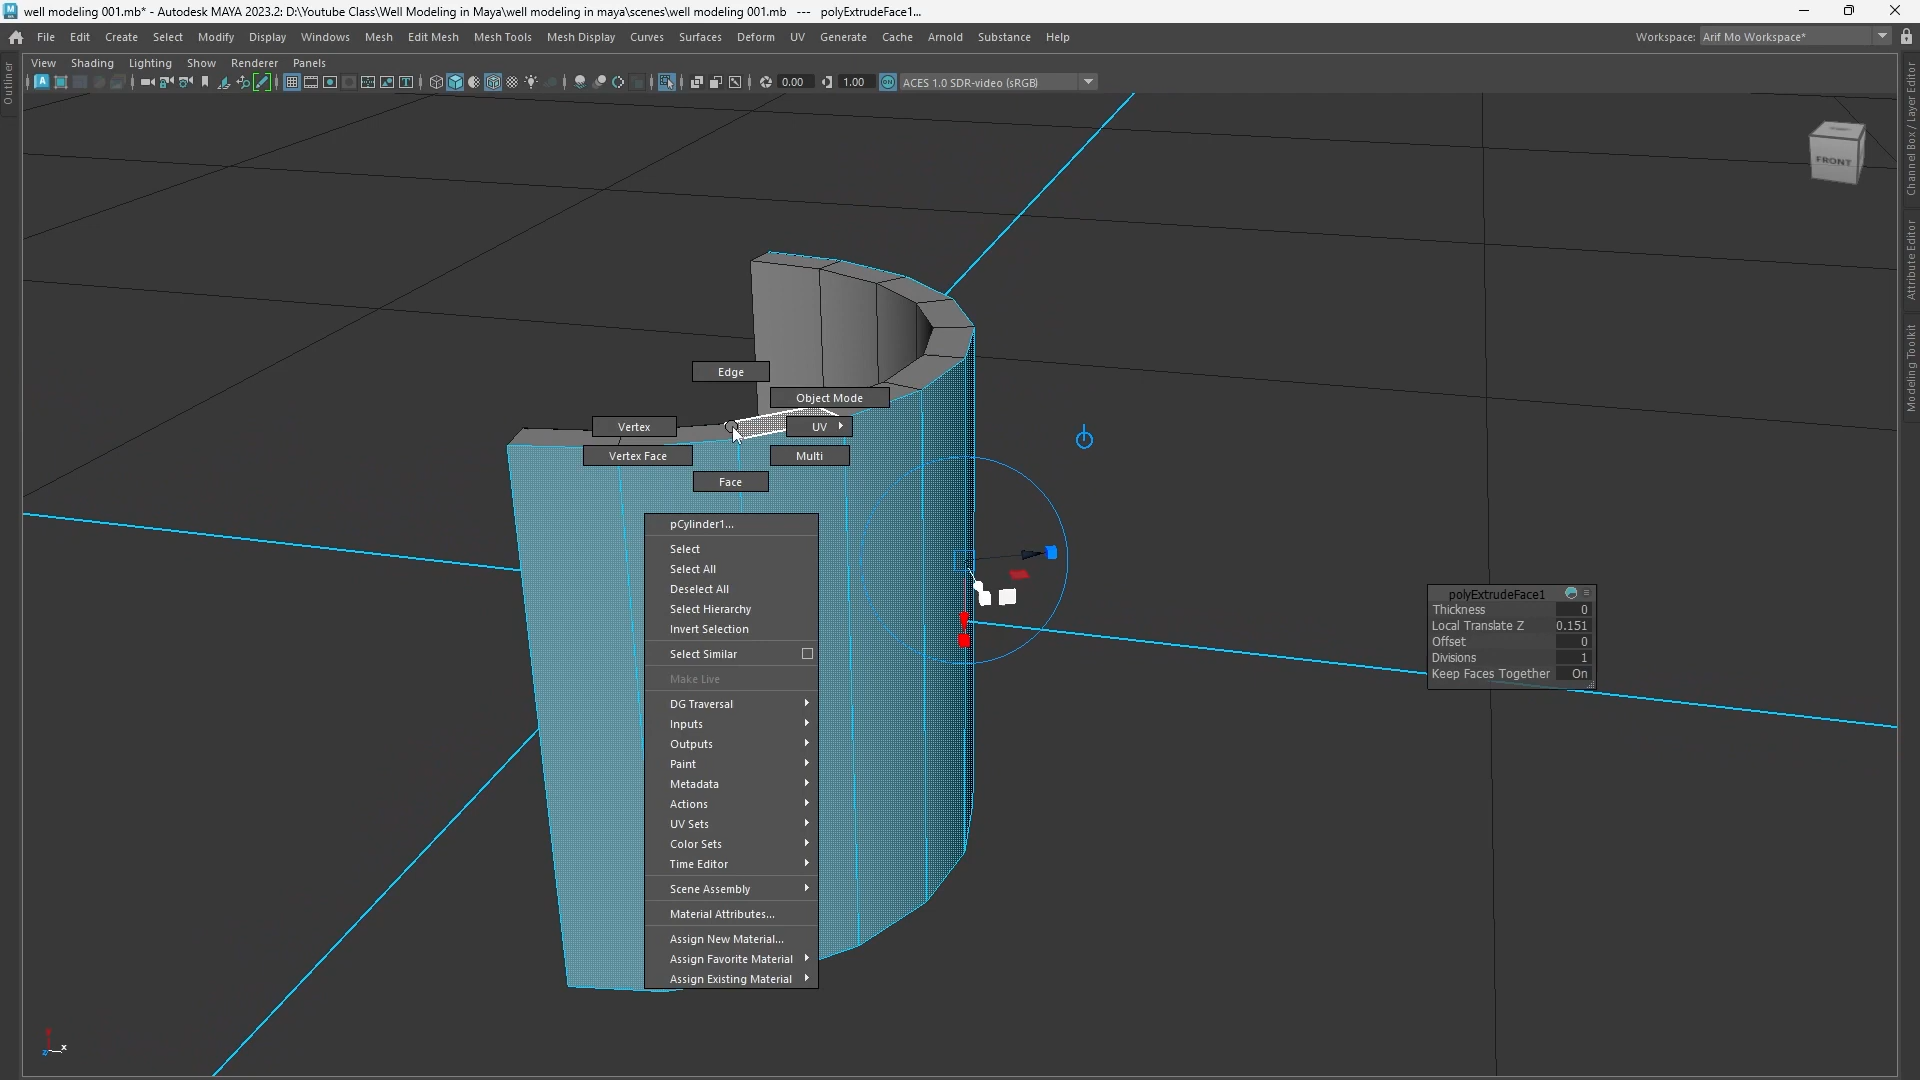 well modeling 001.mb* - Autodesk MAYA 2023.2: D:\Youtube Class\Well Modeling in Maya\well modeling in maya\scenes\well modeling 001.mb --- polyExtrudeFace1...
File Edit Create Select Modify Display Windows Mesh Edit Mesh Mesh Tools Mesh Display Curves Surfaces Deform UV Generate Cache Arnold Substance Help Workspace: Arif Mo Workspace*
View Shading Lighting Show Renderer Panels
0.00 1.00 ON ACES 1.0 SDR-video (sRGB)
Outliner
Channel Box / Layer Editor
Attribute Editor
Modeling Toolkit
FRONT
Edge
Object Mode
Vertex
UV
Vertex Face
Multi
Face
pCylinder1...
Select
Select All
Deselect All
Select Hierarchy
Invert Selection
Select Similar
Make Live
DG Traversal
Inputs
Outputs
Paint
Metadata
Actions
UV Sets
Color Sets
Time Editor
Scene Assembly
Material Attributes...
Assign New Material...
Assign Favorite Material
Assign Existing Material
polyExtrudeFace1
Thickness 0
Local Translate Z 0.151
Offset 0
Divisions 1
Keep Faces Together On
x